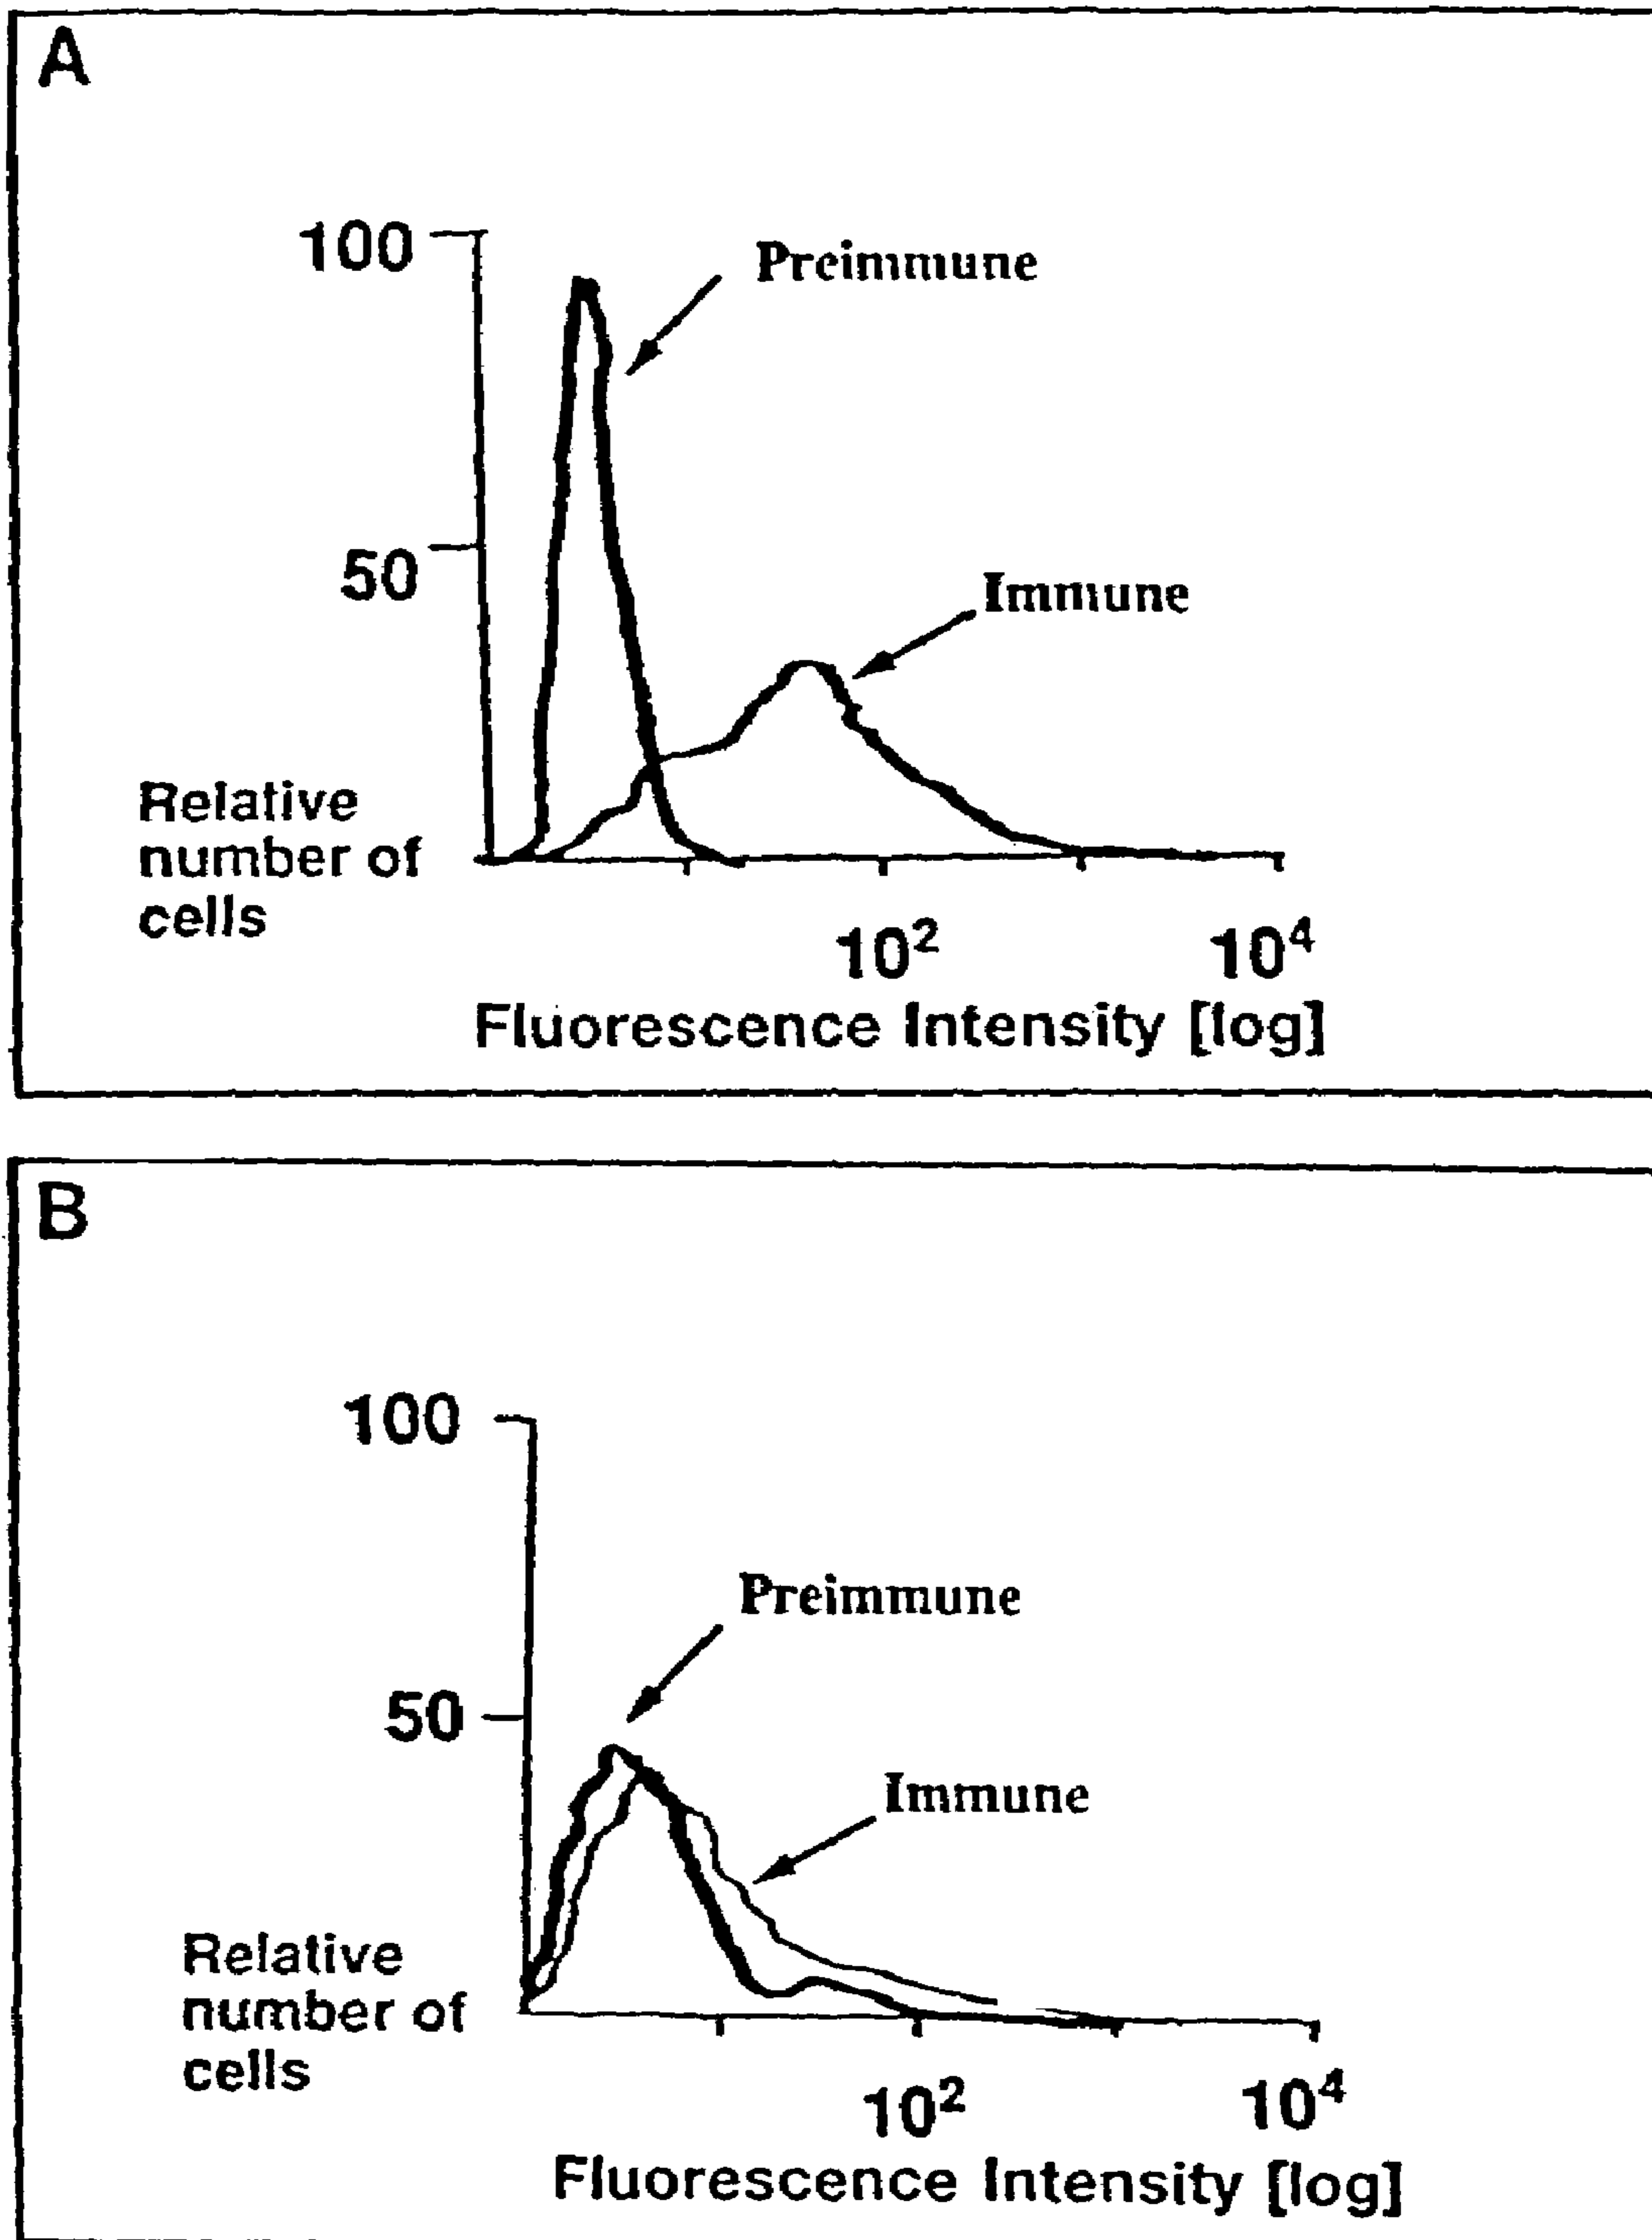 A
100
Preimmune
50
Immune
Relative
number of
cells
10²
10⁴
Fluorescence Intensity [log]
B
100
Preimmune
50
Immune
Relative
number of
cells
10²
10⁴
Fluorescence Intensity [log]